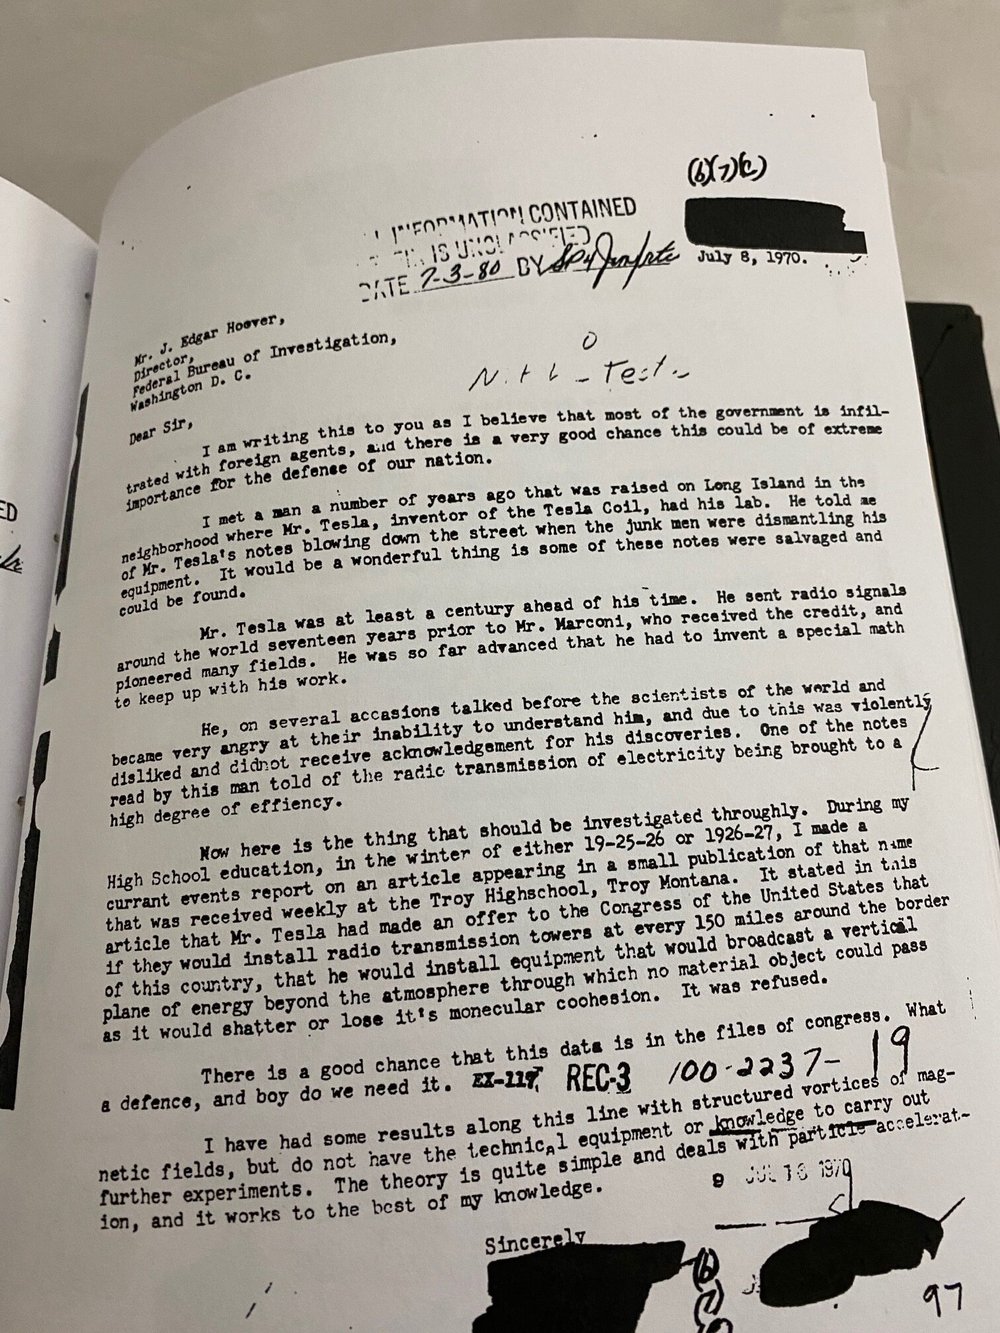 (b)(7)(c)
INFORMATION CONTAINED
IS UNCLASSIFIED
DATE 7-3-80 BY
July 8, 1970.
Mr. J. Edgar Hoover,
Director,
Federal Bureau of Investigation,
Washington D. C.
Dear Sir,
I am writing this to you as I believe that most of the government is infil-
trated with foreign agents, and there is a very good chance this could be of extreme
importance for the defense of our nation.
I met a man a number of years ago that was raised on Long Island in the
neighborhood where Mr. Tesla, inventor of the Tesla Coil, had his lab. He told me
of Mr. Tesla's notes blowing down the street when the junk men were dismantling his
equipment. It would be a wonderful thing is some of these notes were salvaged and
could be found.
Mr. Tesla was at least a century ahead of his time. He sent radio signals
around the world seventeen years prior to Mr. Marconi, who received the credit, and
pioneered many fields. He was so far advanced that he had to invent a special math
to keep up with his work.
He, on several accasions talked before the scientists of the world and
became very angry at their inability to understand him, and due to this was violently
disliked and didnot receive acknowledgement for his discoveries. One of the notes
read by this man told of the radio transmission of electricity being brought to a
high degree of effiency.
Now here is the thing that should be investigated throughly. During my
High School education, in the winter of either 19-25-26 or 1926-27, I made a
currant events report on an article appearing in a small publication of that name
that was received weekly at the Troy Highschool, Troy Montana. It stated in this
article that Mr. Tesla had made an offer to the Congress of the United States that
if they would install radio transmission towers at every 150 miles around the border
of this country, that he would install equipment that would broadcast a vertical
plane of energy beyond the atmosphere through which no material object could pass
as it would shatter or lose it's monecular coohesion. It was refused.
There is a good chance that this data is in the files of congress. What
a defence, and boy do we need it. EX-117 REC-3 100-2237-19
I have had some results along this line with structured vortices of mag-
netic fields, but do not have the technical equipment or knowledge to carry out
further experiments. The theory is quite simple and deals with particle accelerat-
ion, and it works to the best of my knowledge.
9 JUL 16 1970
Sincerely
(b)
(7)
97
ED